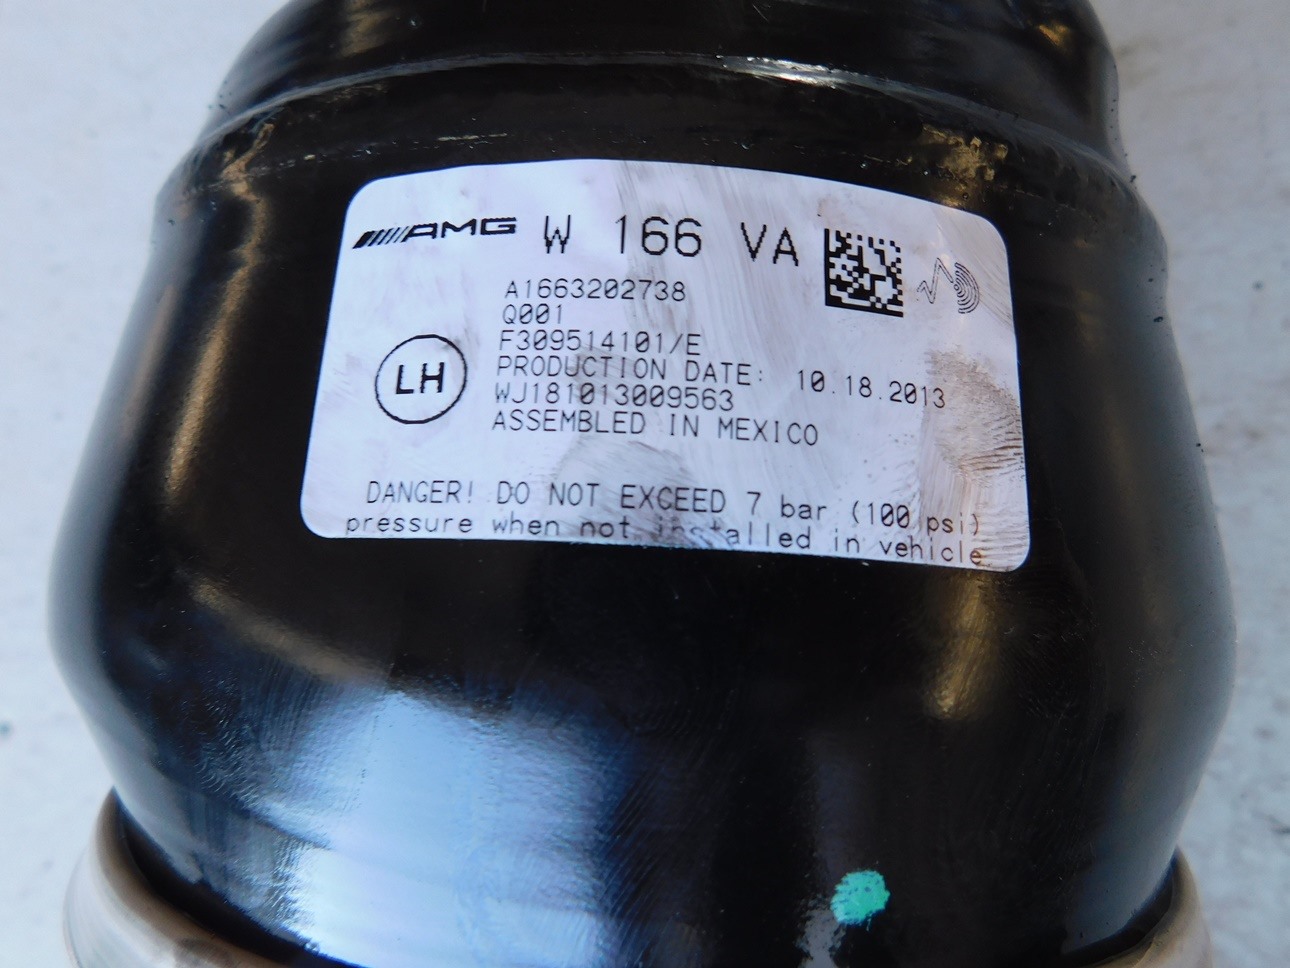 AMG W 166 VA
A1663202738
Q001
F309514101/E
PRODUCTION DATE: 10.18.2013
WJ181013009563
ASSEMBLED IN MEXICO
LH
DANGER! DO NOT EXCEED 7 bar (100 psi)
pressure when not installed in vehicle